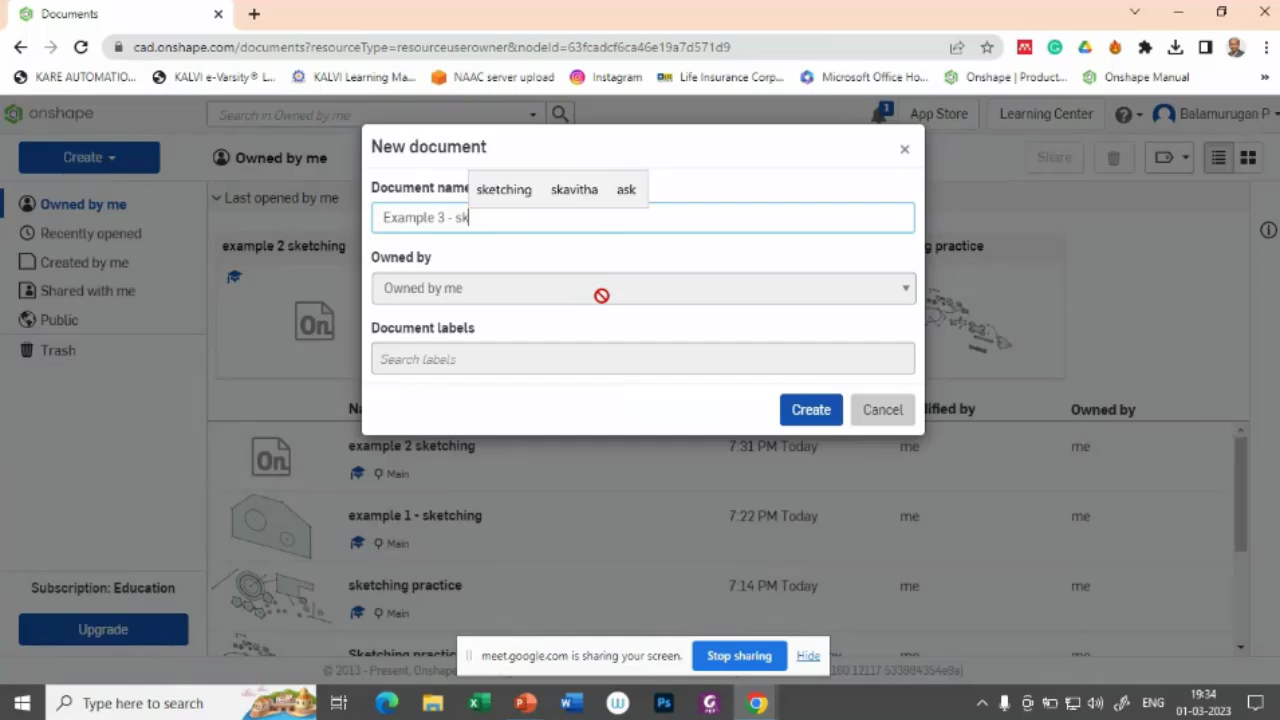 Documents
cad.onshape.com/documents?resourceType=resourceuserowner&nodeId=63fcadcf6ca46e19a7d571d9
KARE AUTOMATIO...
KALVI e-Varsity® L...
KALVI Learning Ma...
NAAC server upload
Instagram
Life Insurance Corp...
Microsoft Office Ho...
Onshape | Product...
Onshape Manual
»
onshape
Search in Owned by me
1
App Store
Learning Center
Balamurugan P
Create
Owned by me
Share
Owned by me
Recently opened
Created by me
Shared with me
Public
Trash
Subscription: Education
Upgrade
Last opened by me
example 2 sketching
g practice
New document
Document name
sketching skavitha ask
Example 3 - sk
Owned by
Owned by me
Document labels
Search labels
Create
Cancel
Na
ified by
Owned by
example 2 sketching
7:31 PM Today
me
me
Main
example 1 - sketching
7:22 PM Today
me
me
Main
sketching practice
7:14 PM Today
me
me
Main
meet.google.com is sharing your screen.
Stop sharing
Hide
© 2013 - Present, Onshape
Type here to search
ENG
19:34
01-03-2023